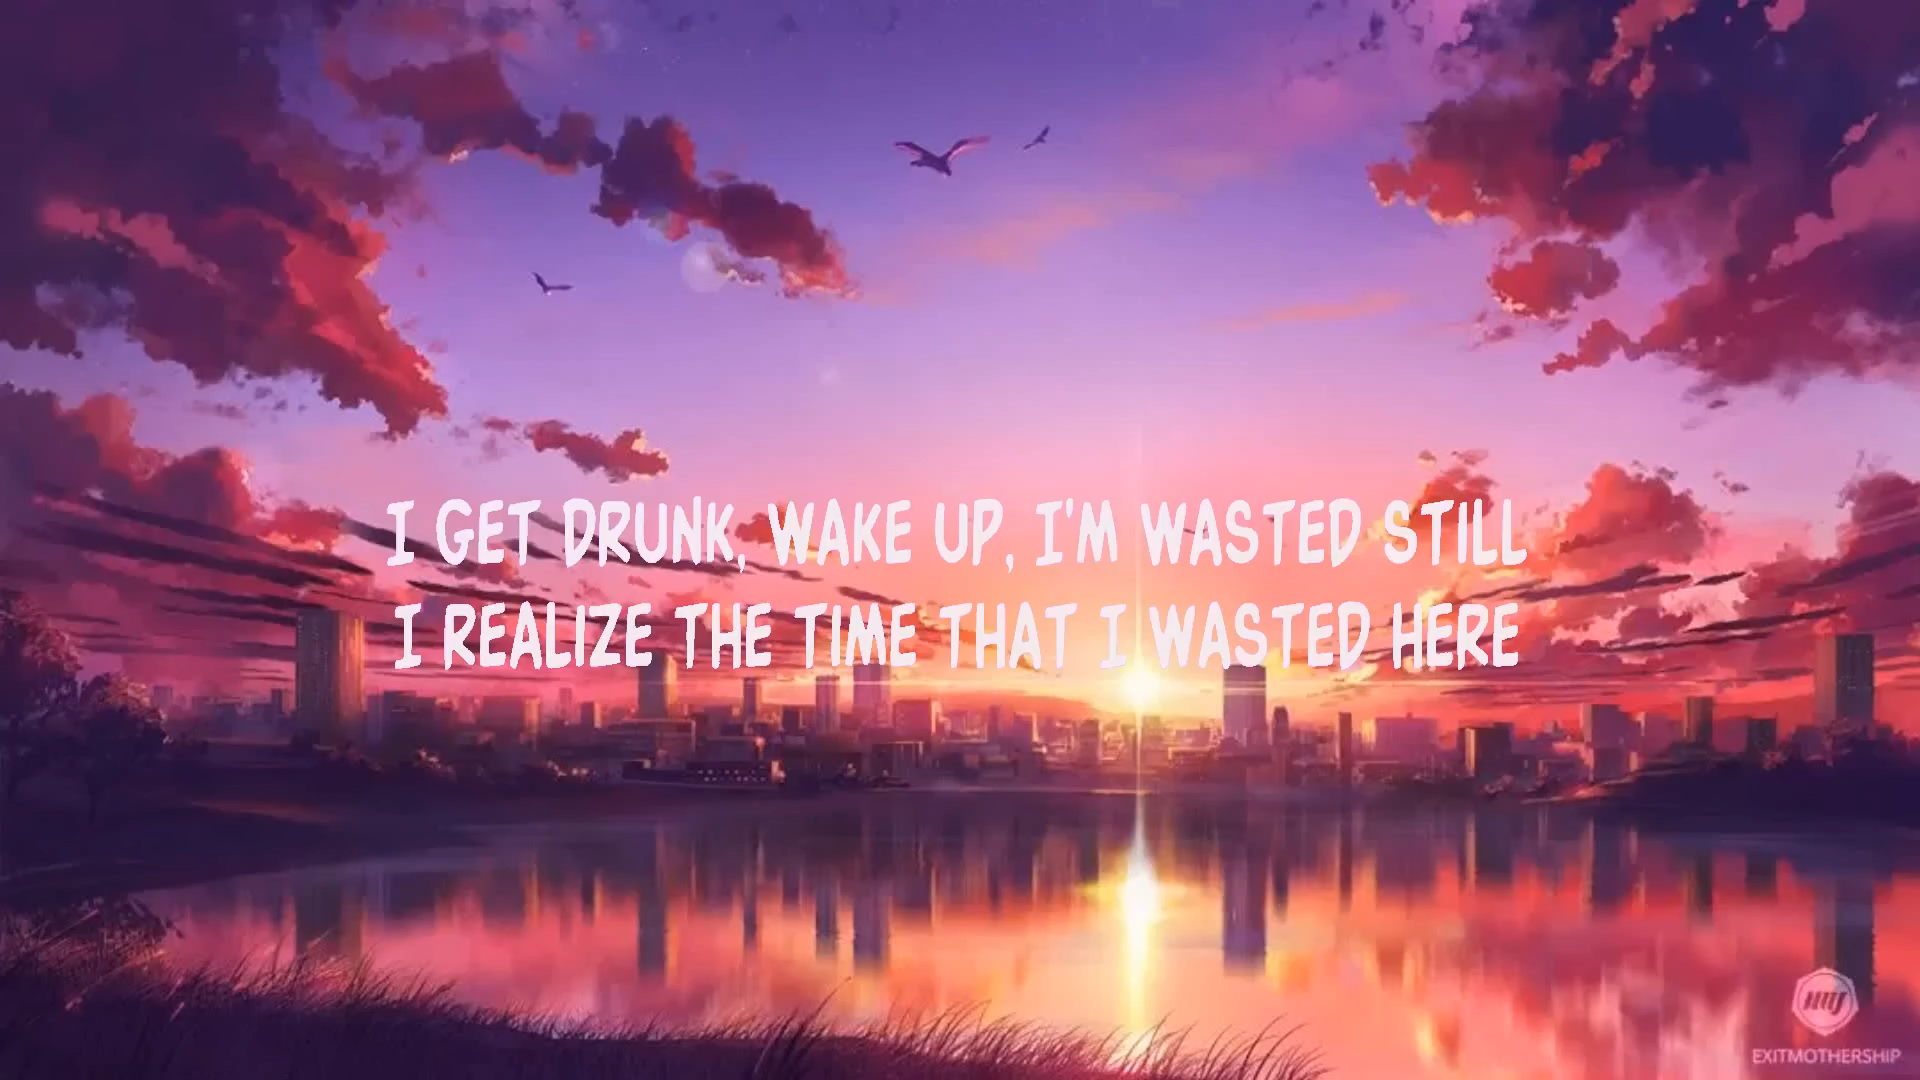 I GET DRUNK, WAKE UP, I'M WASTED STILL
I REALIZE THE TIME THAT I WASTED HERE
EXITMOTHERSHIP